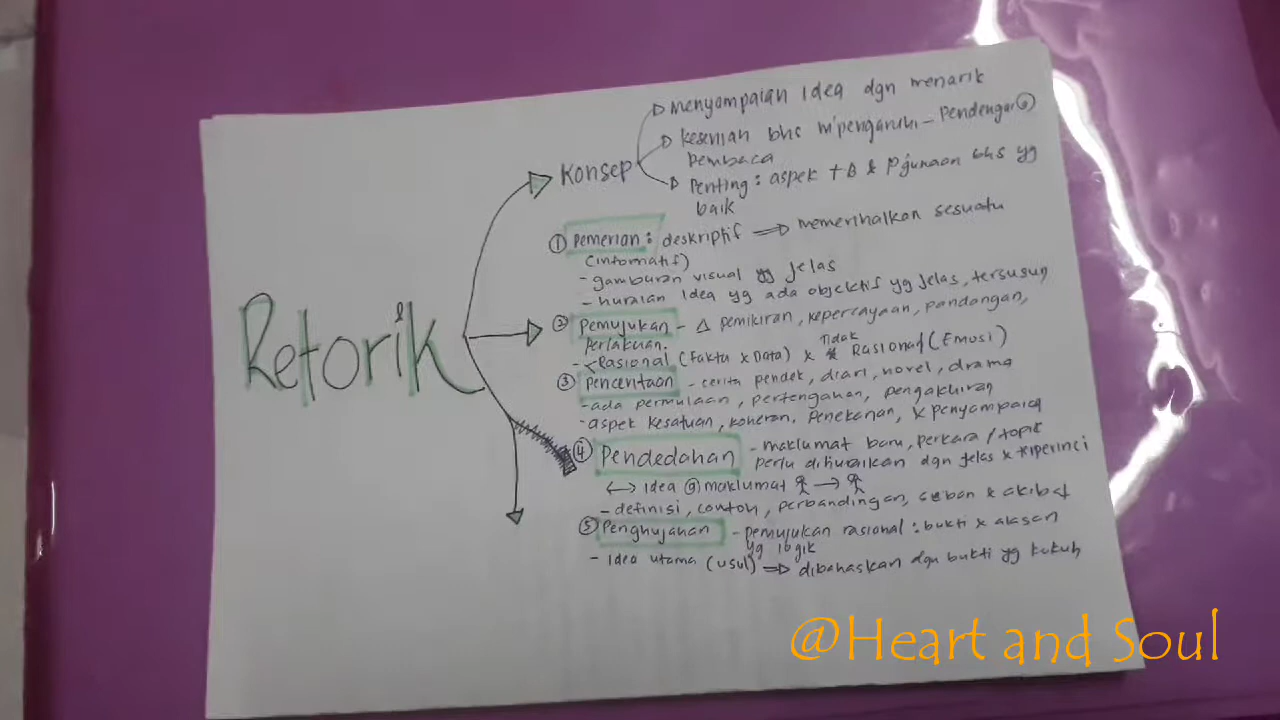 Retorik
Konsep
menyampaian idea dgn menarik
kesenian bhs m'pengaruhi - pendengar @
pembaca
penting : aspek & p'gunaan bhs yg
baik
① Pemerian : deskriptif ⇒ memerihalkan sesuatu
(informatif)
- gambaran visual yg jelas
- huraian idea yg ada objektif yg jelas, tersusun
② Pemujukan - Δ pemikiran, kepercayaan, pandangan,
perlakuan.
tidak
- Rasional (Fakta x Data) x Rasional (Emosi)
③ Penceritaan - cerita pendek, diari, novel, drama
- ada permulaan, pertengahan, pengakhiran
- aspek kesatuan, koheran, penekanan, x penyampaian
④ Pendedahan - maklumat baru, perkara / topik
perlu dihuraikan dgn jelas x terperinci
↔ idea @ maklumat →
- definisi, contoh, perbandingan, sebab x akibat
⑤ Penghujahan - pemujukan rasional : bukti x alasan
yg logik
- Idea utama (usul) ⇒ dibahaskan dgn bukti yg kukuh
@Heart and Soul